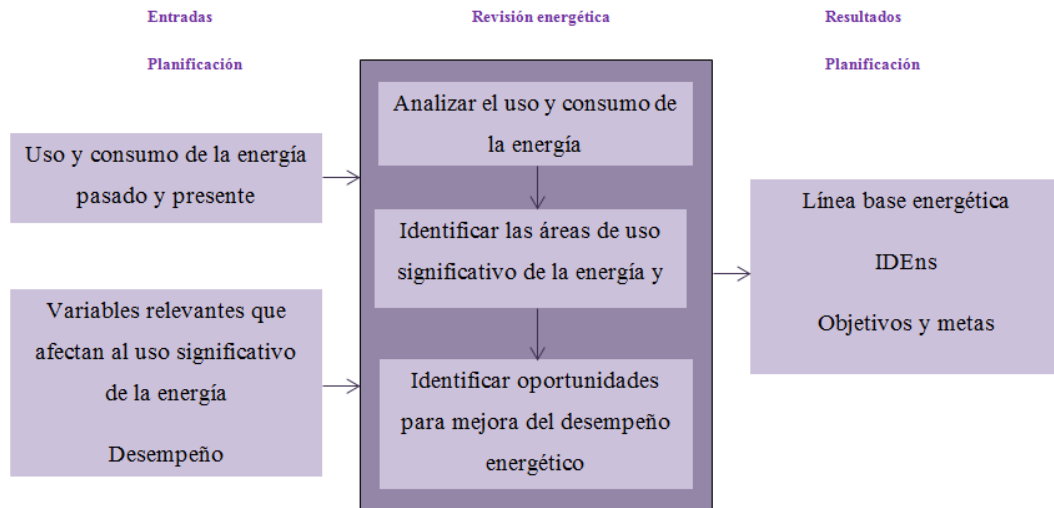 Entradas
Planificación
Uso y consumo de la energía
pasado y presente
Variables relevantes que
afectan al uso significativo
de la energía
Desempeño
Revisión energética
Analizar el uso y consumo de
la energía
Identificar las áreas de uso
significativo de la energía y
Identificar oportunidades
para mejora del desempeño
energético
Resultados
Planificación
Línea base energética
IDEns
Objetivos y metas